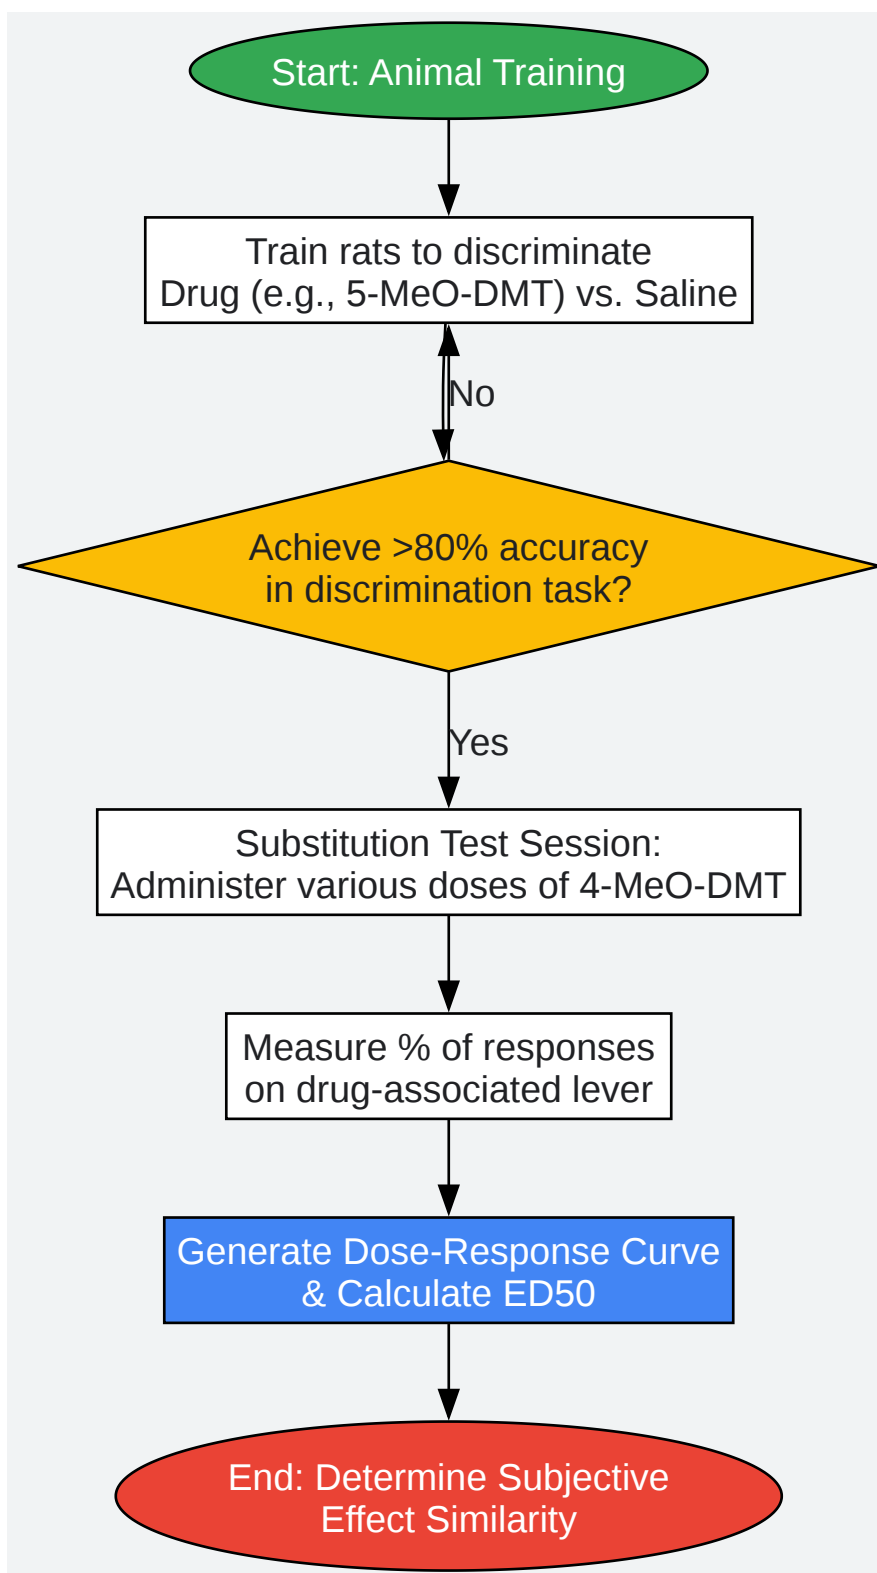 Start: Animal Training
Train rats to discriminate
Drug (e.g., 5-MeO-DMT) vs. Saline
No
Achieve >80% accuracy
in discrimination task?
Yes
Substitution Test Session:
Administer various doses of 4-MeO-DMT
Measure % of responses
on drug-associated lever
Generate Dose-Response Curve
& Calculate ED50
End: Determine Subjective
Effect Similarity